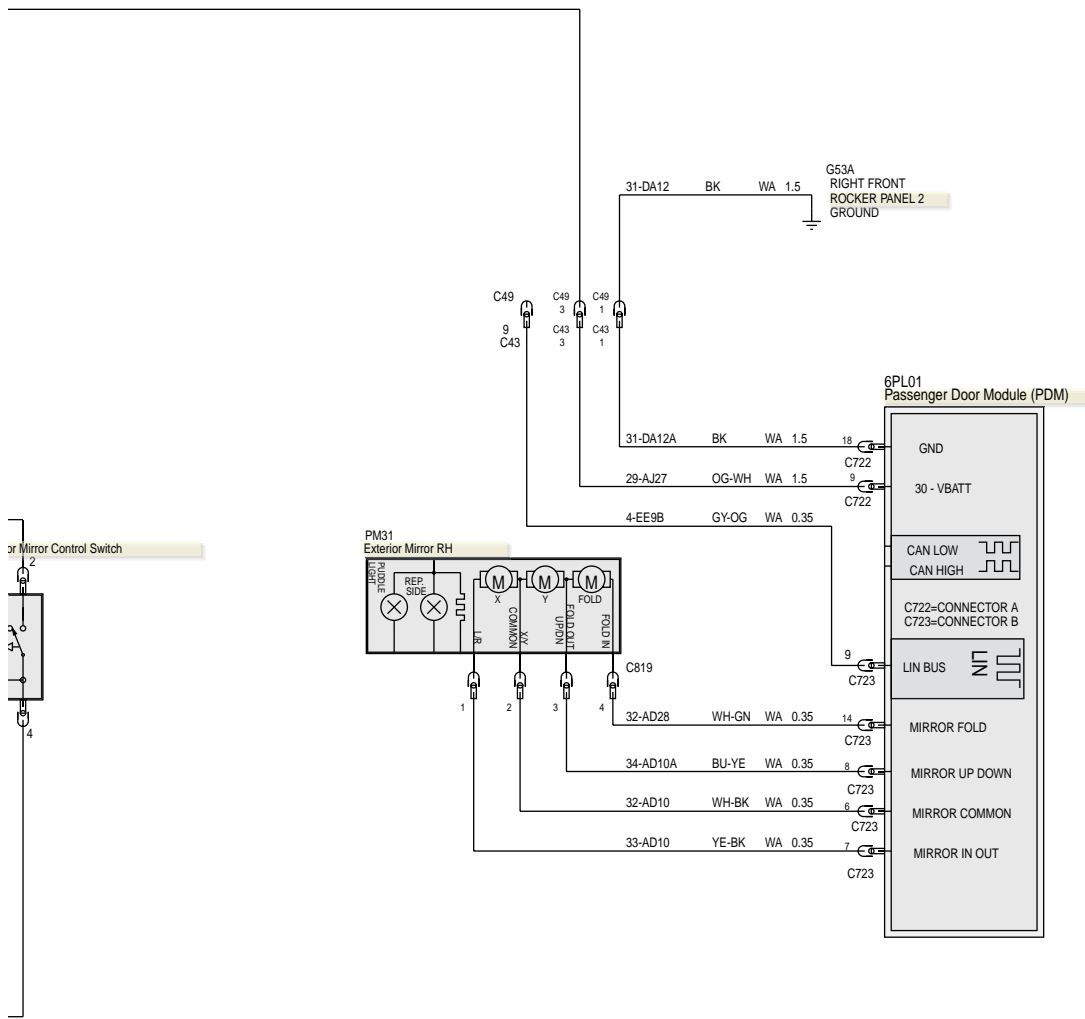 G53A
RIGHT FRONT
ROCKER PANEL 2
GROUND
31-DA12 BK WA 1.5
C49
9
C43
C49
3
C43
3
C49
1
C43
1
6PL01
Passenger Door Module (PDM)
31-DA12A BK WA 1.5 18
C722
GND
29-AJ27 OG-WH WA 1.5 9
C722
30 - VBATT
4-EE9B GY-OG WA 0.35
CAN LOW
CAN HIGH
C722=CONNECTOR A
C723=CONNECTOR B
9
C723
LIN BUS
LIN
or Mirror Control Switch
2
4
PM31
Exterior Mirror RH
PUDDLE
LIGHT
REP.
SIDE
M
X
M
Y
M
FOLD
L/R
X/Y
COMMON
FOLD OUT
UP/DN
FOLD IN
C819
1
2
3
4
32-AD28 WH-GN WA 0.35 14
C723
MIRROR FOLD
34-AD10A BU-YE WA 0.35 8
C723
MIRROR UP DOWN
32-AD10 WH-BK WA 0.35 6
C723
MIRROR COMMON
33-AD10 YE-BK WA 0.35 7
C723
MIRROR IN OUT